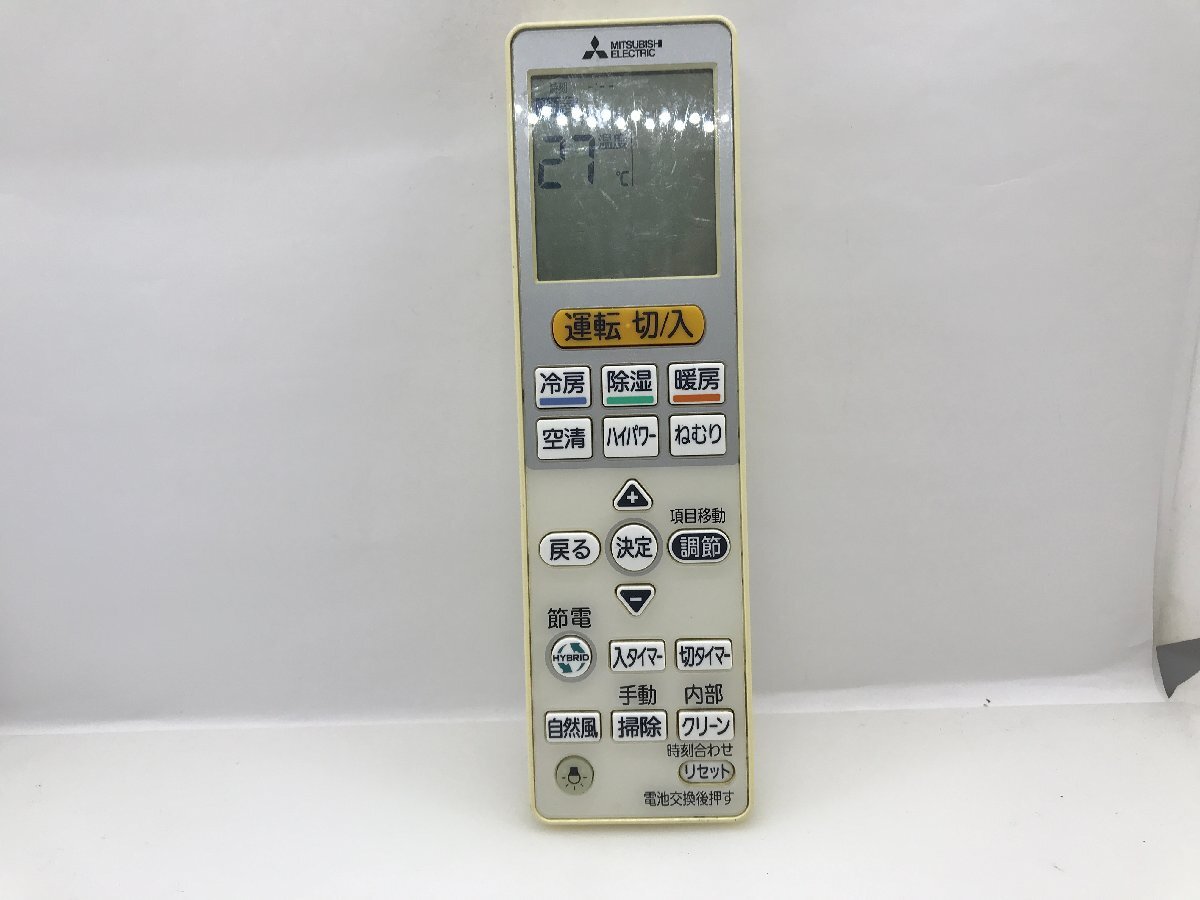 MITSUBISHI
ELECTRIC
時刻 --:--
27 温度 ℃
運転 切/入
冷房 除湿 暖房
空清 ハイパワー ねむり
+
項目移動
戻る 決定 調節
-
節電
HYBRID 入タイマー 切タイマー
手動 内部
自然風 掃除 クリーン
時刻合わせ
リセット
電池交換後押す